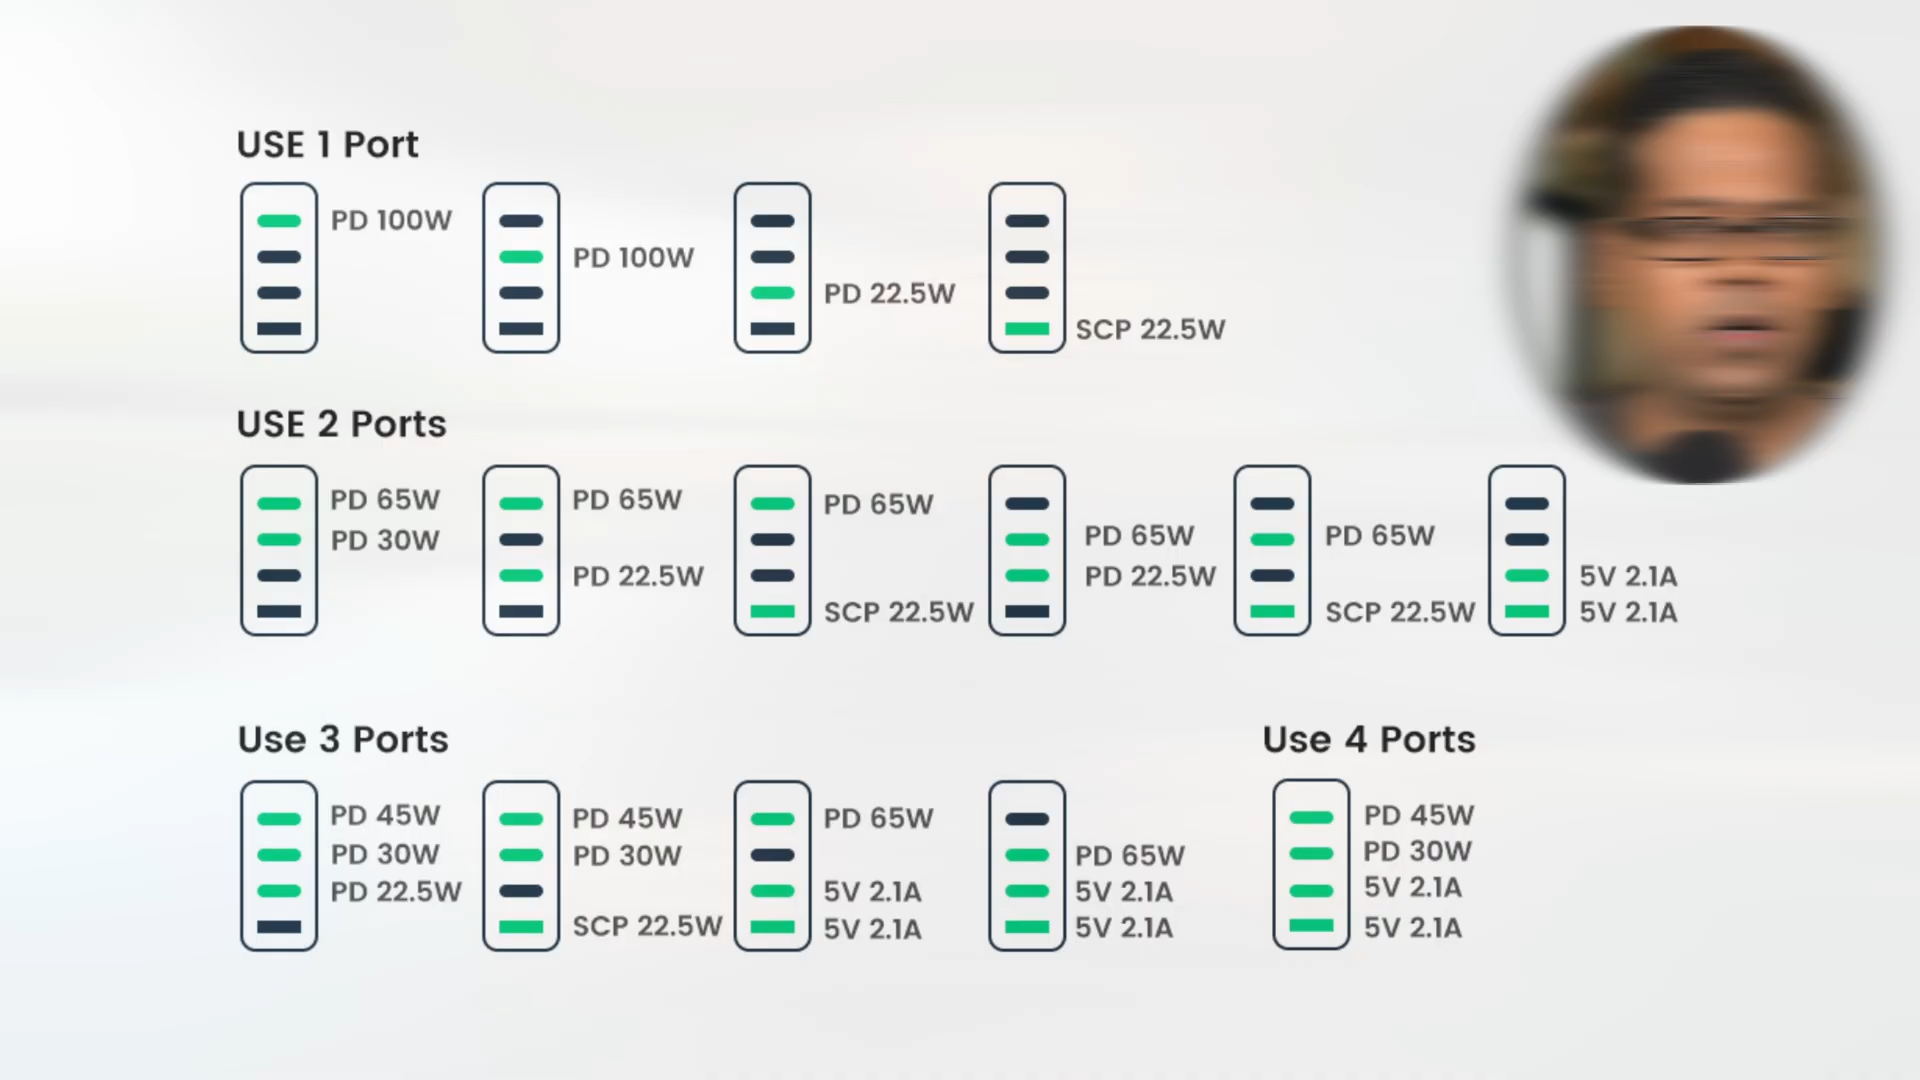 USE 1 Port
PD 100W
PD 100W
PD 22.5W
SCP 22.5W
USE 2 Ports
PD 65W
PD 30W
PD 65W
PD 22.5W
PD 65W
SCP 22.5W
PD 65W
PD 22.5W
PD 65W
SCP 22.5W
5V 2.1A
5V 2.1A
Use 3 Ports
PD 45W
PD 30W
PD 22.5W
PD 45W
PD 30W
SCP 22.5W
PD 65W
5V 2.1A
5V 2.1A
PD 65W
5V 2.1A
5V 2.1A
Use 4 Ports
PD 45W
PD 30W
5V 2.1A
5V 2.1A